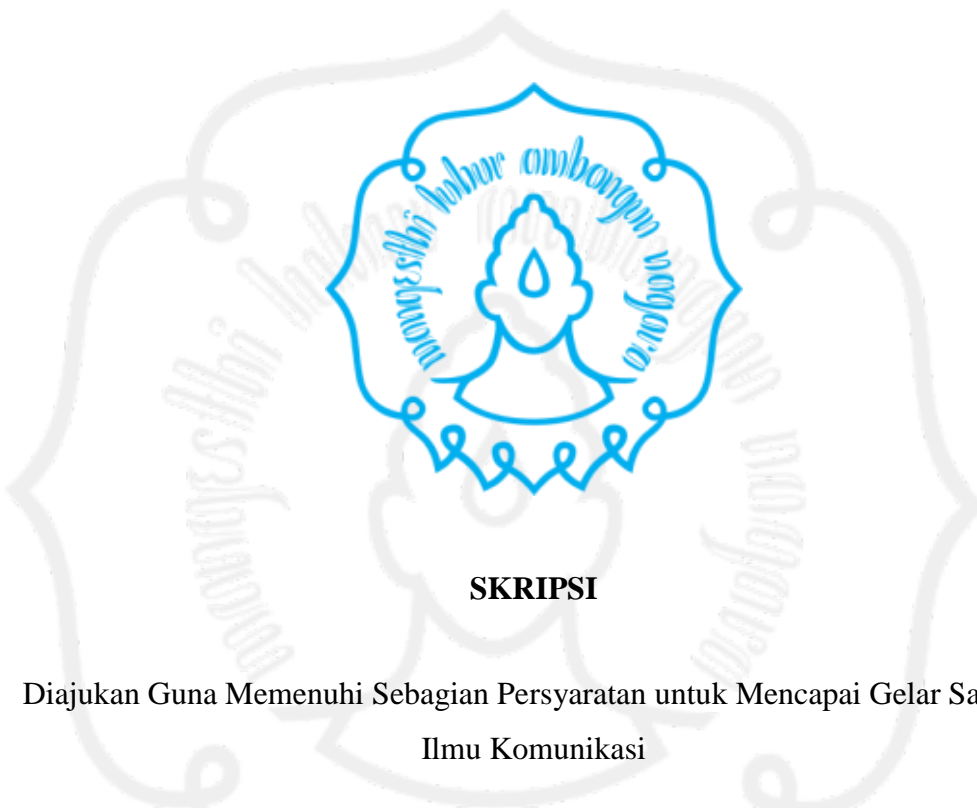 mangesthi luhur ambangun nagara
SKRIPSI
Diajukan Guna Memenuhi Sebagian Persyaratan untuk Mencapai Gelar Sa
Ilmu Komunikasi